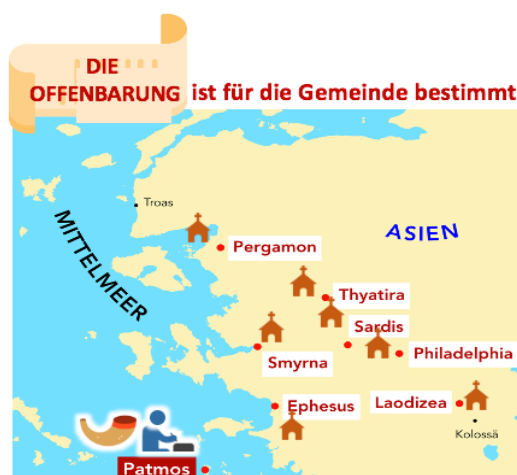 DIE
OFFENBARUNG ist für die Gemeinde bestimmt
Troas
MITTELMEER
ASIEN
Pergamon
Thyatira
Sardis
Smyrna
Philadelphia
Ephesus
Laodizea
Kolossä
Patmos